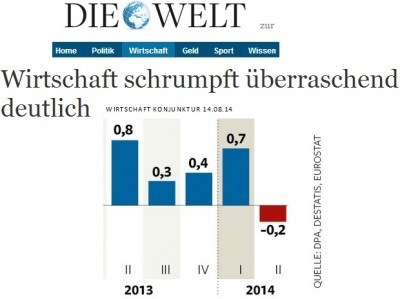 DIE WELT zur
Home Politik Wirtschaft Geld Sport Wissen
Wirtschaft schrumpft überraschend
deutlich
WIRTSCHAFT KONJUNKTUR 14.08.14
0,8
0,3
0,4
0,7
–0,2
II III IV I II
2013 2014
QUELLE: DPA, DESTATIS, EUROSTAT